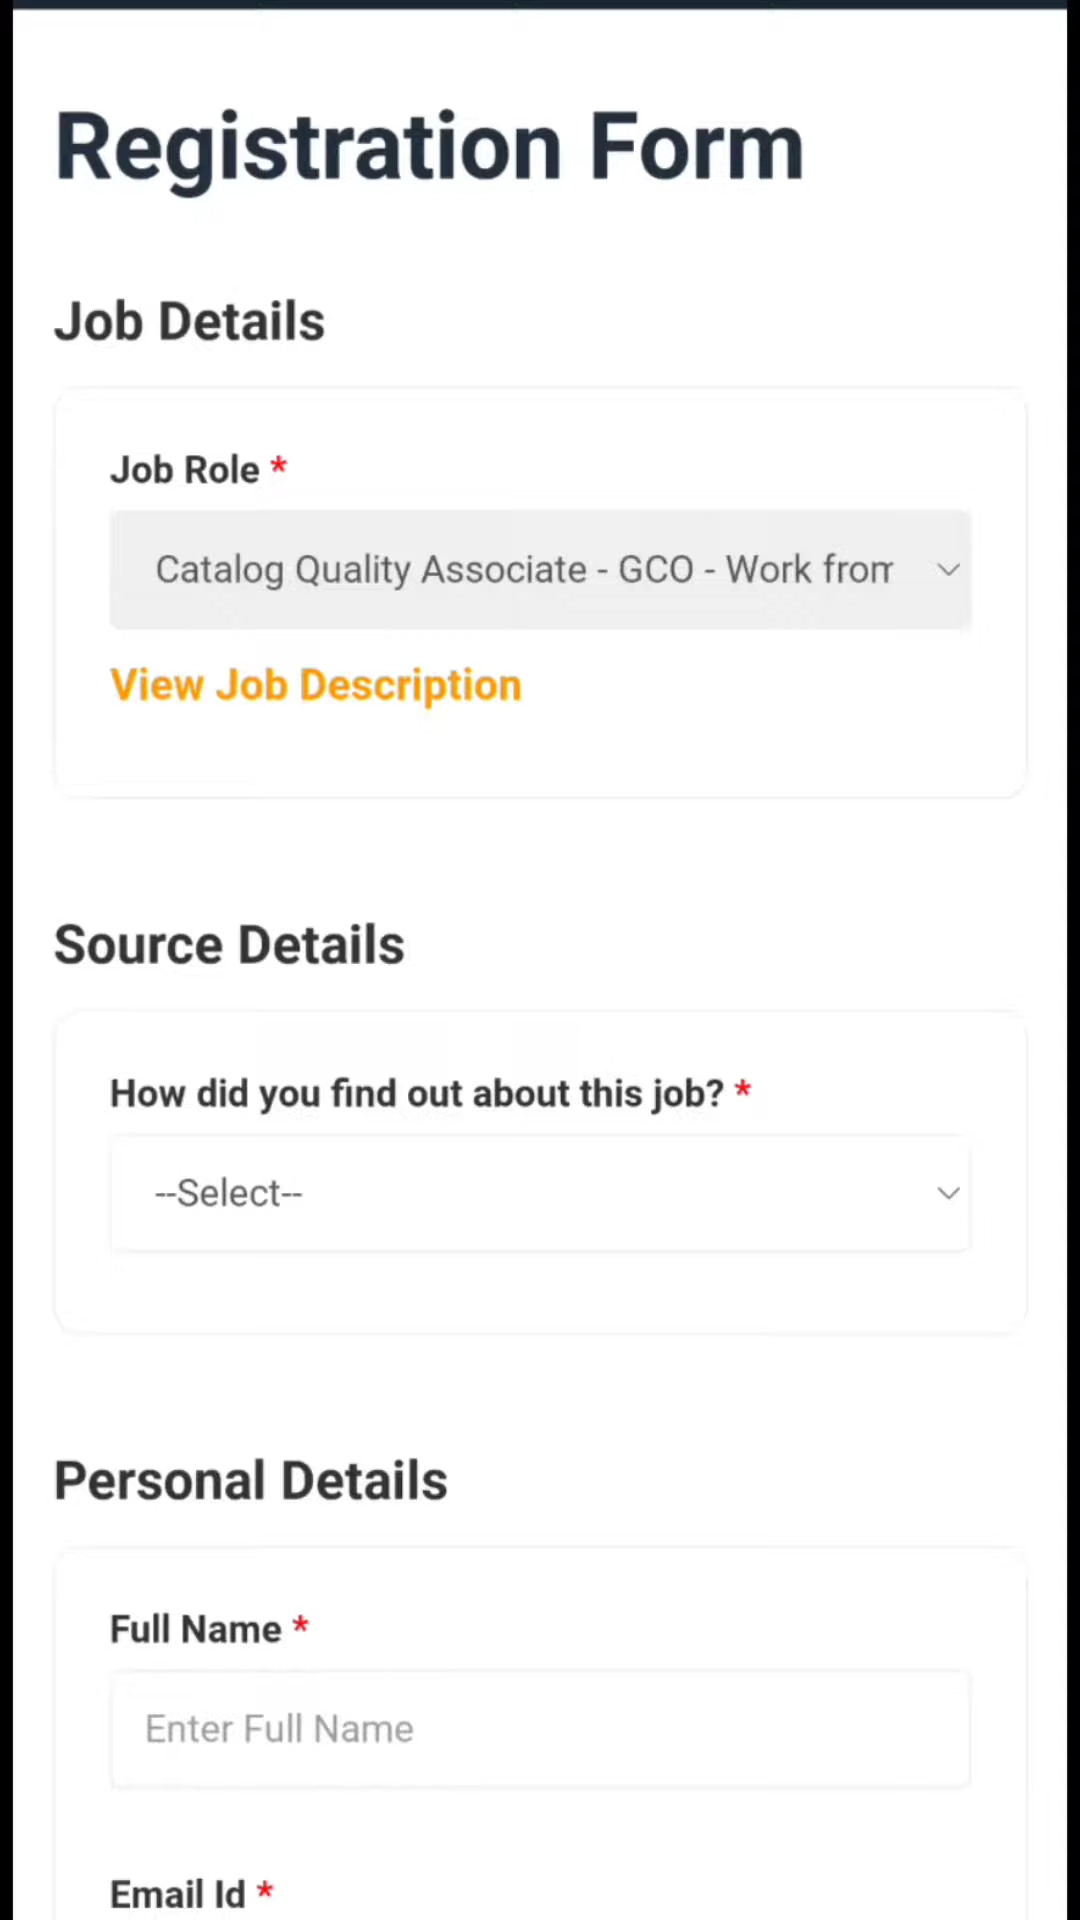 Registration Form
Job Details
Job Role *
Catalog Quality Associate - GCO - Work from
View Job Description
Source Details
How did you find out about this job? *
--Select--
Personal Details
Full Name *
Enter Full Name
Email Id *